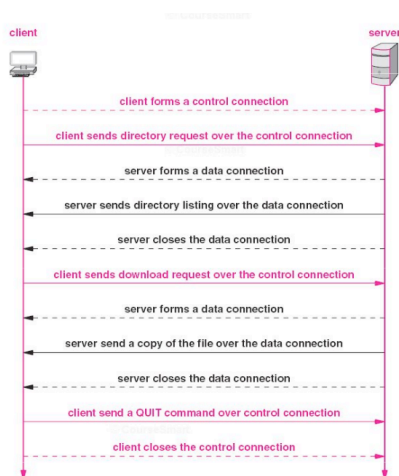 client
server
client forms a control connection
client sends directory request over the control connection
server forms a data connection
server sends directory listing over the data connection
server closes the data connection
client sends download request over the control connection
server forms a data connection
server send a copy of the file over the data connection
server closes the data connection
client send a QUIT command over control connection
client closes the control connection